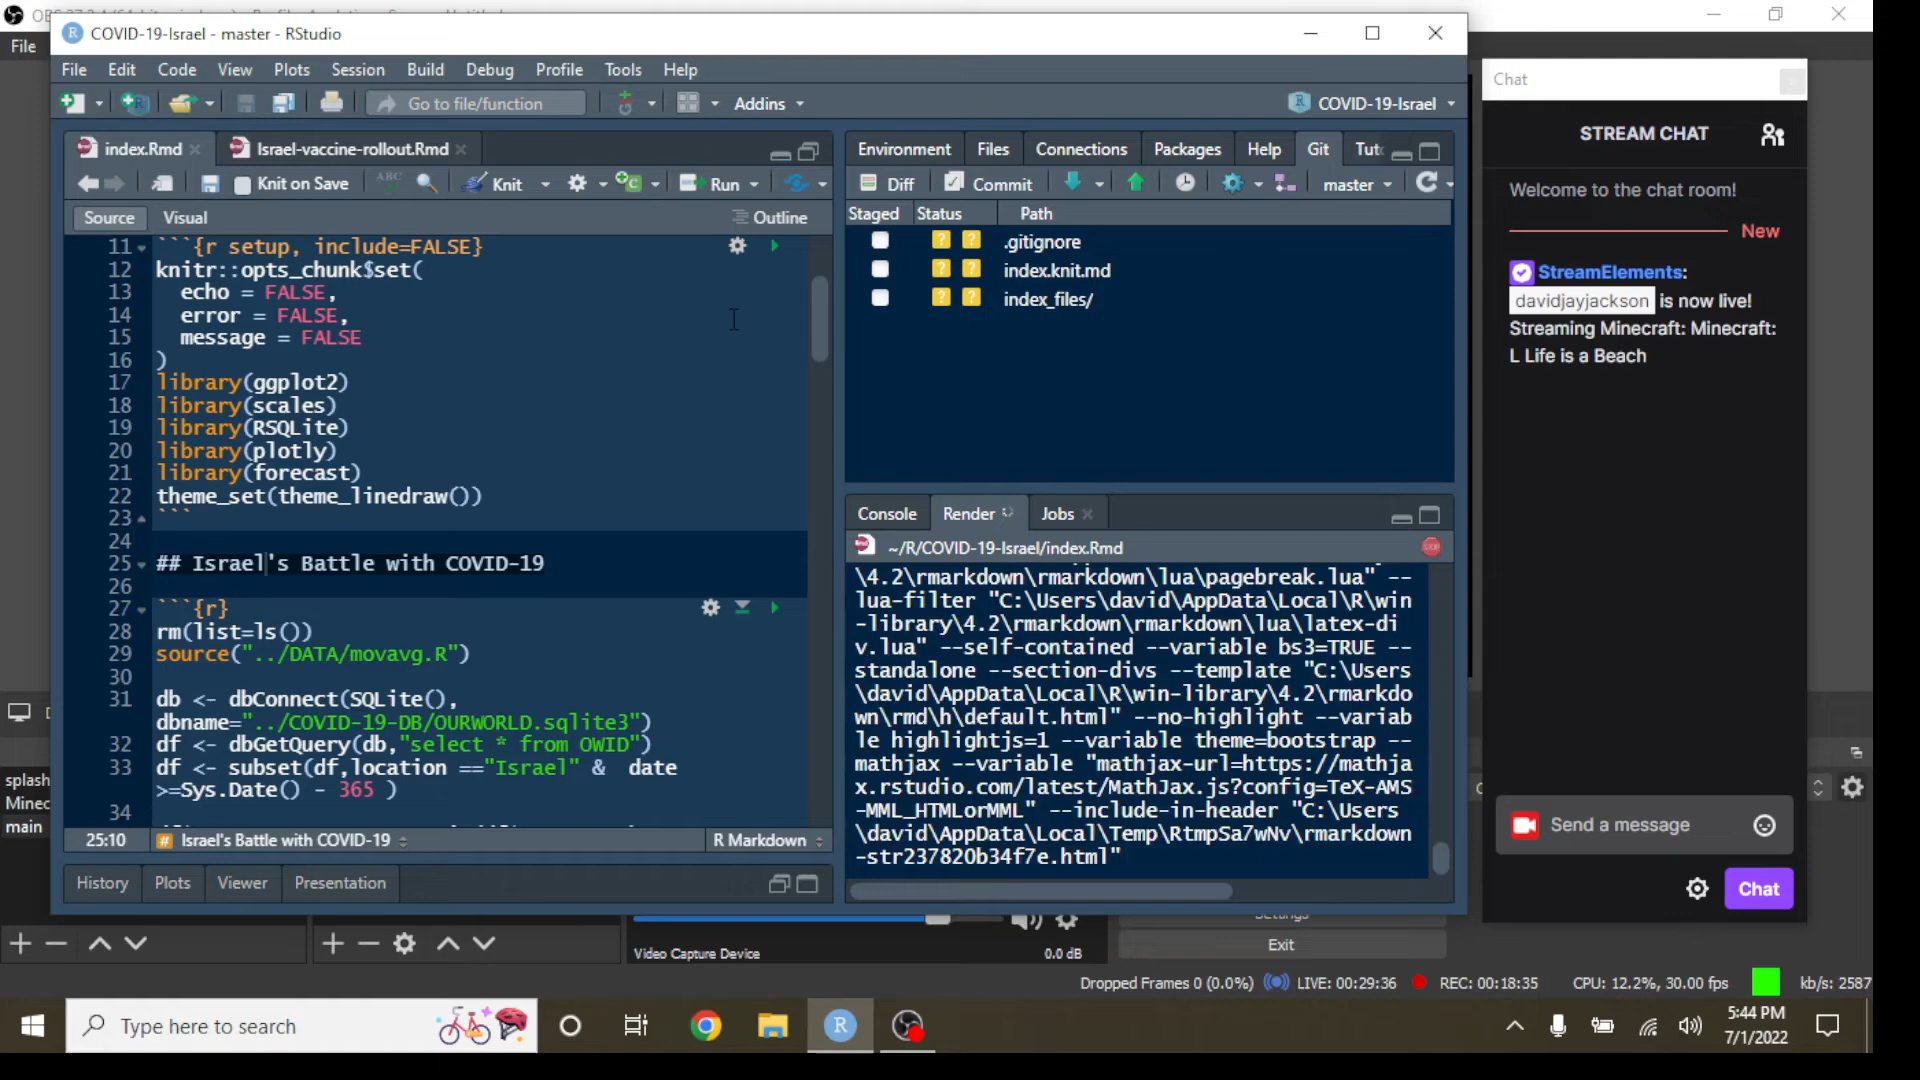 COVID-19-Israel - master - RStudio
File
File Edit Code View Plots Session Build Debug Profile Tools Help
Go to file/function
Addins
COVID-19-Israel
index.Rmd
Israel-vaccine-rollout.Rmd
Knit on Save
ABC
Knit
Run
Source Visual
Outline
11 ```{r setup, include=FALSE}
12 knitr::opts_chunk$set(
13 echo = FALSE,
14 error = FALSE,
15 message = FALSE
16 )
17 library(ggplot2)
18 library(scales)
19 library(RSQLite)
20 library(plotly)
21 library(forecast)
22 theme_set(theme_linedraw())
23 ```
24
25 ## Israel's Battle with COVID-19
26
27 ```{r}
28 rm(list=ls())
29 source("../DATA/movavg.R")
30
31 db <- dbConnect(SQLite(),
dbname="../COVID-19-DB/OURWORLD.sqlite3")
32 df <- dbGetQuery(db,"select * from OWID")
33 df <- subset(df,location =="Israel" & date
>=Sys.Date() - 365 )
34
25:10 Israel's Battle with COVID-19
R Markdown
History Plots Viewer Presentation
Environment Files Connections Packages Help Git Tut
Diff Commit master
Staged Status Path
? ? .gitignore
? ? index.knit.md
? ? index_files/
Console Render Jobs
~/R/COVID-19-Israel/index.Rmd
STOP
\4.2\rmarkdown\rmarkdown\lua\pagebreak.lua" --
lua-filter "C:\Users\david\AppData\Local\R\win
-library\4.2\rmarkdown\rmarkdown\lua\latex-di
v.lua" --self-contained --variable bs3=TRUE --
standalone --section-divs --template "C:\Users
\david\AppData\Local\R\win-library\4.2\rmarkdo
wn\rmd\h\default.html" --no-highlight --variab
le highlightjs=1 --variable theme=bootstrap --
mathjax --variable "mathjax-url=https://mathja
x.rstudio.com/latest/MathJax.js?config=TeX-AMS
-MML_HTMLorMML" --include-in-header "C:\Users
\david\AppData\Local\Temp\RtmpSa7wNv\rmarkdown
-str237820b34f7e.html"
Chat
STREAM CHAT
Welcome to the chat room!
New
StreamElements:
davidjayjackson is now live!
Streaming Minecraft: Minecraft:
L Life is a Beach
Send a message
Chat
splash
Minec
main
Video Capture Device
0.0 dB
Settings
Exit
Dropped Frames 0 (0.0%)
LIVE: 00:29:36
REC: 00:18:35
CPU: 12.2%, 30.00 fps
kb/s: 2587
Type here to search
5:44 PM
7/1/2022